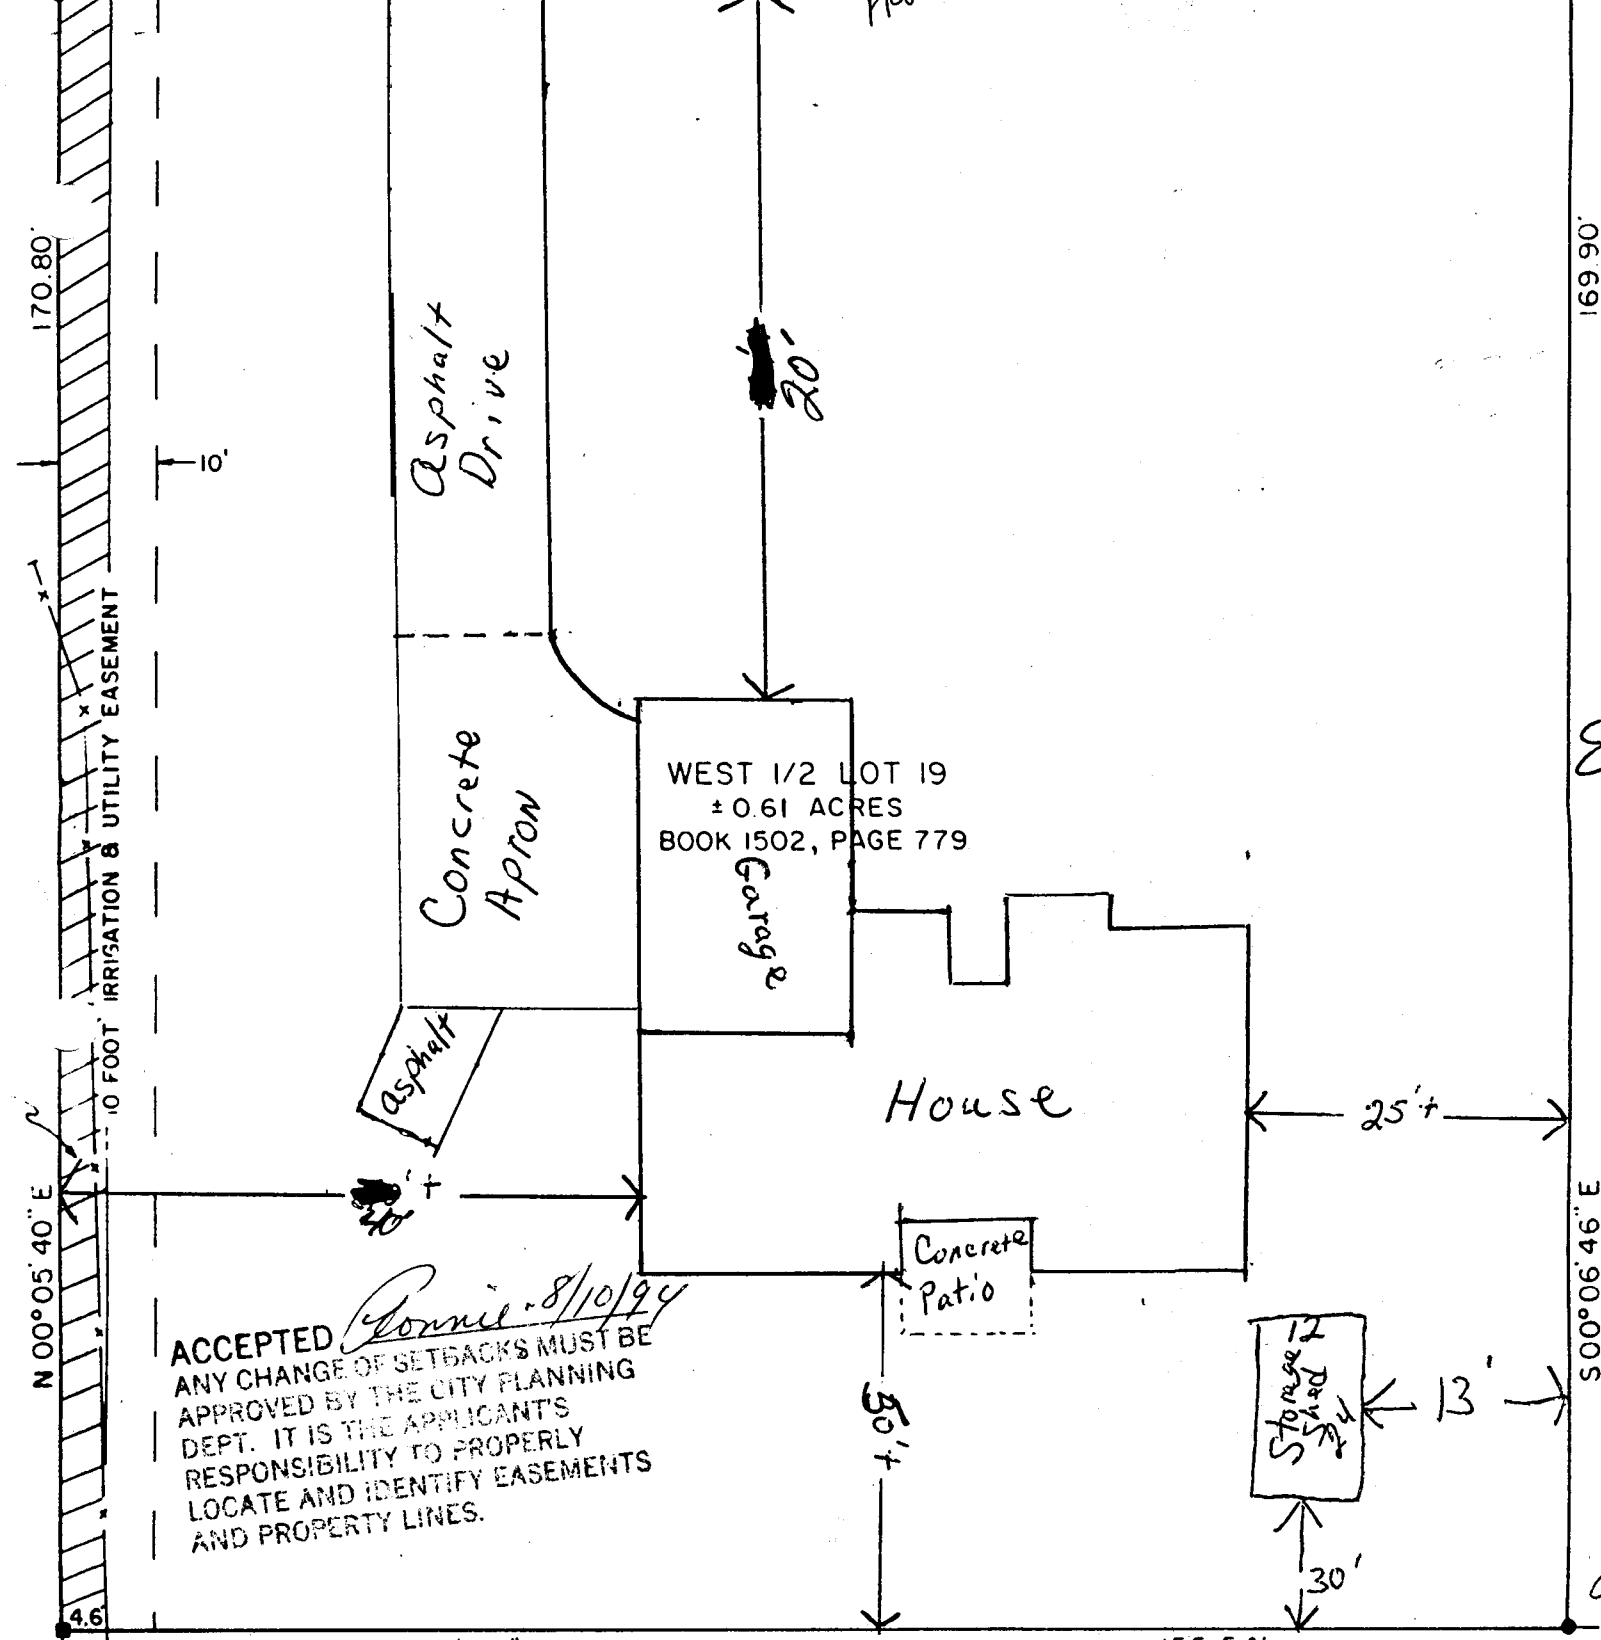 170.80'
169.90'
Asphalt
Drive
20'
10'
10 FOOT IRRIGATION & UTILITY EASEMENT
Concrete
Apron
WEST 1/2 LOT 19
± 0.61 ACRES
BOOK 1502, PAGE 779
Garage
asphalt
House
25'+
' +
N 00°05'40" E
S 00°06'46" E
Concrete
Patio
50'+
Storage
Shed
12
24
13'
30'
ACCEPTED Ronnie 8/10/94
ANY CHANGE OF SETBACKS MUST BE
APPROVED BY THE CITY PLANNING
DEPT. IT IS THE APPLICANT'S
RESPONSIBILITY TO PROPERLY
LOCATE AND IDENTIFY EASEMENTS
AND PROPERTY LINES.
4.6'